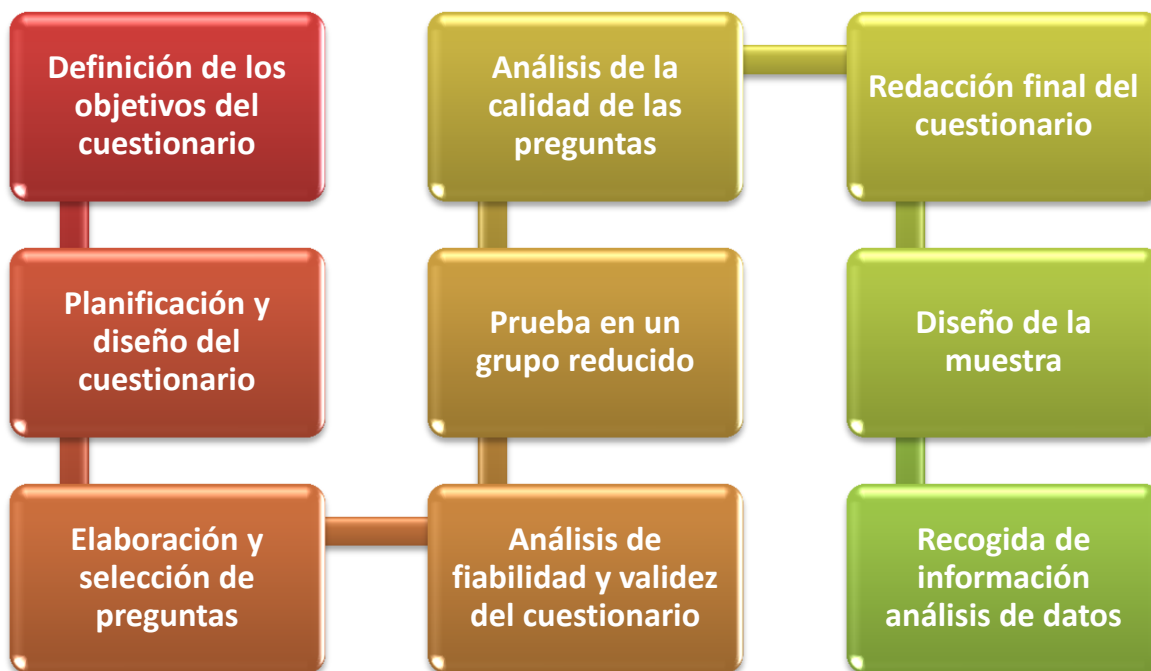 Definición de los
objetivos del
cuestionario
Planificación y
diseño del
cuestionario
Elaboración y
selección de
preguntas
Análisis de
fiabilidad y validez
del cuestionario
Prueba en un
grupo reducido
Análisis de la
calidad de las
preguntas
Redacción final del
cuestionario
Diseño de la
muestra
Recogida de
información
análisis de datos